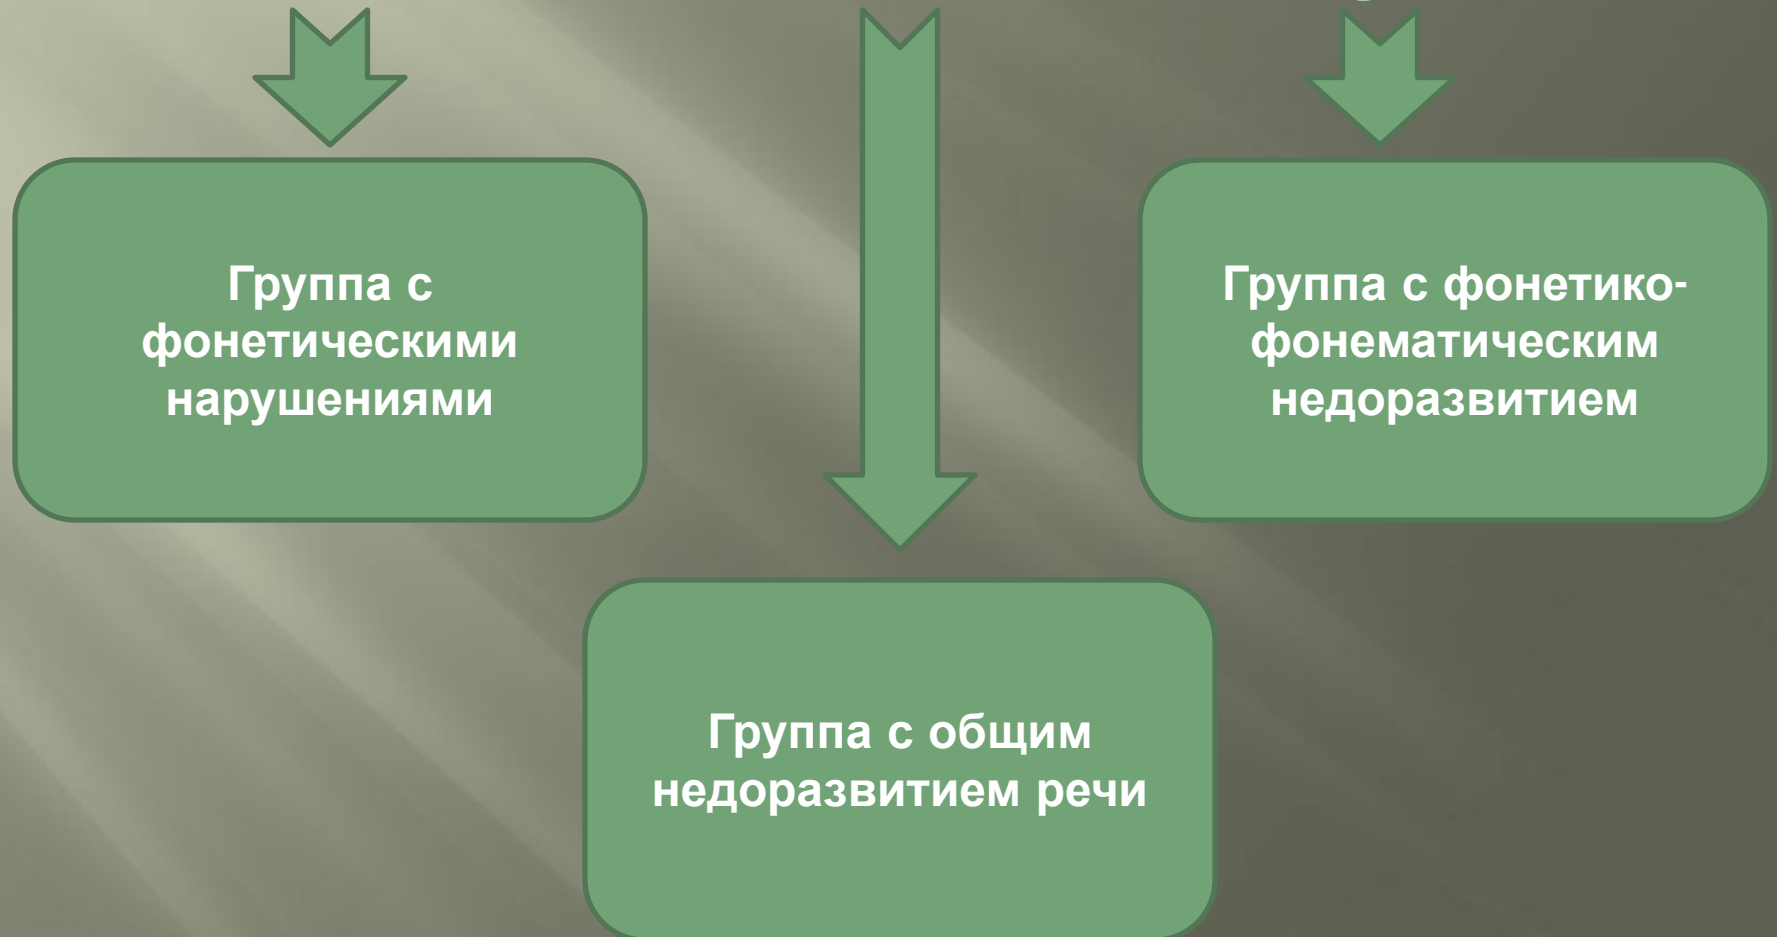 Группа с
фонетическими
нарушениями
Группа с фонетико-
фонематическим
недоразвитием
Группа с общим
недоразвитием речи